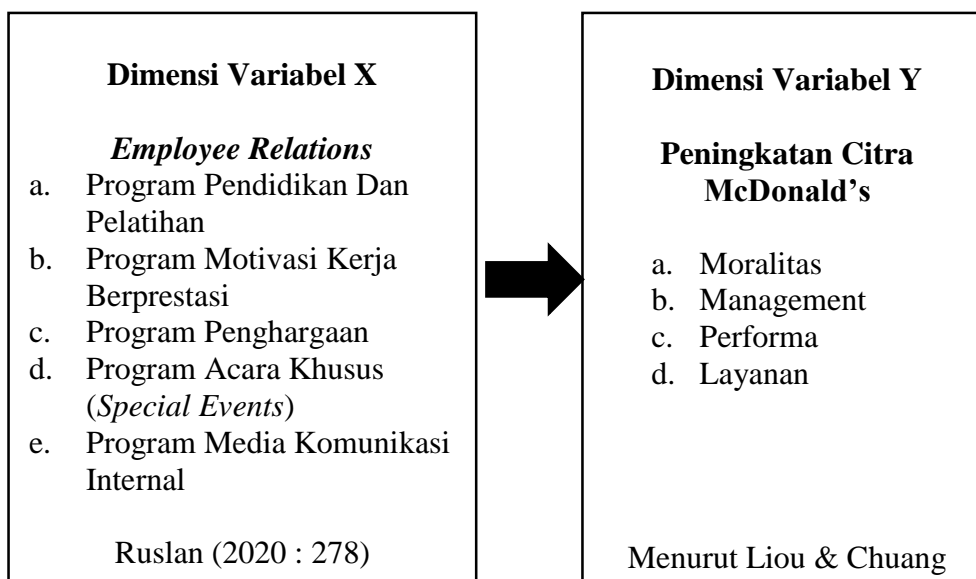 Dimensi Variabel X
Employee Relations
a. Program Pendidikan Dan
Pelatihan
b. Program Motivasi Kerja
Berprestasi
c. Program Penghargaan
d. Program Acara Khusus
(Special Events)
e. Program Media Komunikasi
Internal
Ruslan (2020 : 278)
Dimensi Variabel Y
Peningkatan Citra
McDonald’s
a. Moralitas
b. Management
c. Performa
d. Layanan
Menurut Liou & Chuang